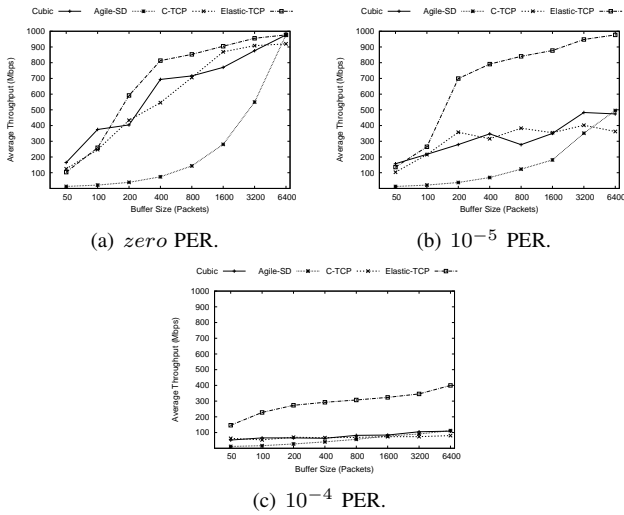 Cubic Agile-SD C-TCP Elastic-TCP
Average Throughput (Mbps)
1000
900
800
700
600
500
400
300
200
100
50 100 200 400 800 1600 3200 6400
Buffer Size (Packets)
(a) zero PER.
Cubic Agile-SD C-TCP Elastic-TCP
Average Throughput (Mbps)
1000
900
800
700
600
500
400
300
200
100
50 100 200 400 800 1600 3200 6400
Buffer Size (Packets)
(b) 10⁻⁵ PER.
Cubic Agile-SD C-TCP Elastic-TCP
Average Throughput (Mbps)
1000
900
800
700
600
500
400
300
200
100
50 100 200 400 800 1600 3200 6400
Buffer Size (Packets)
(c) 10⁻⁴ PER.